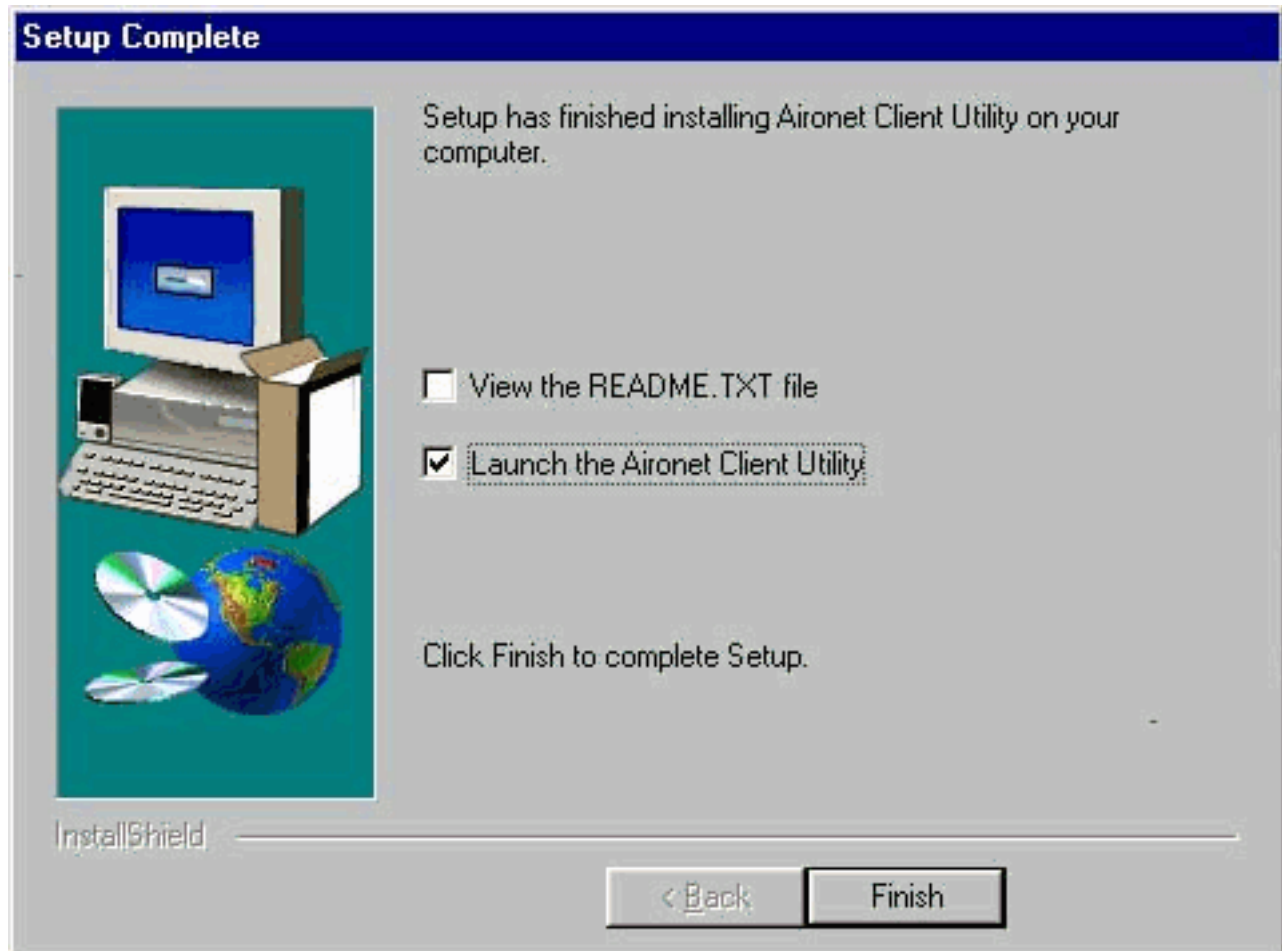 Setup Complete
Setup has finished installing Aironet Client Utility on your
computer.
View the README.TXT file
Launch the Aironet Client Utility
Click Finish to complete Setup.
InstallShield
< Back
Finish